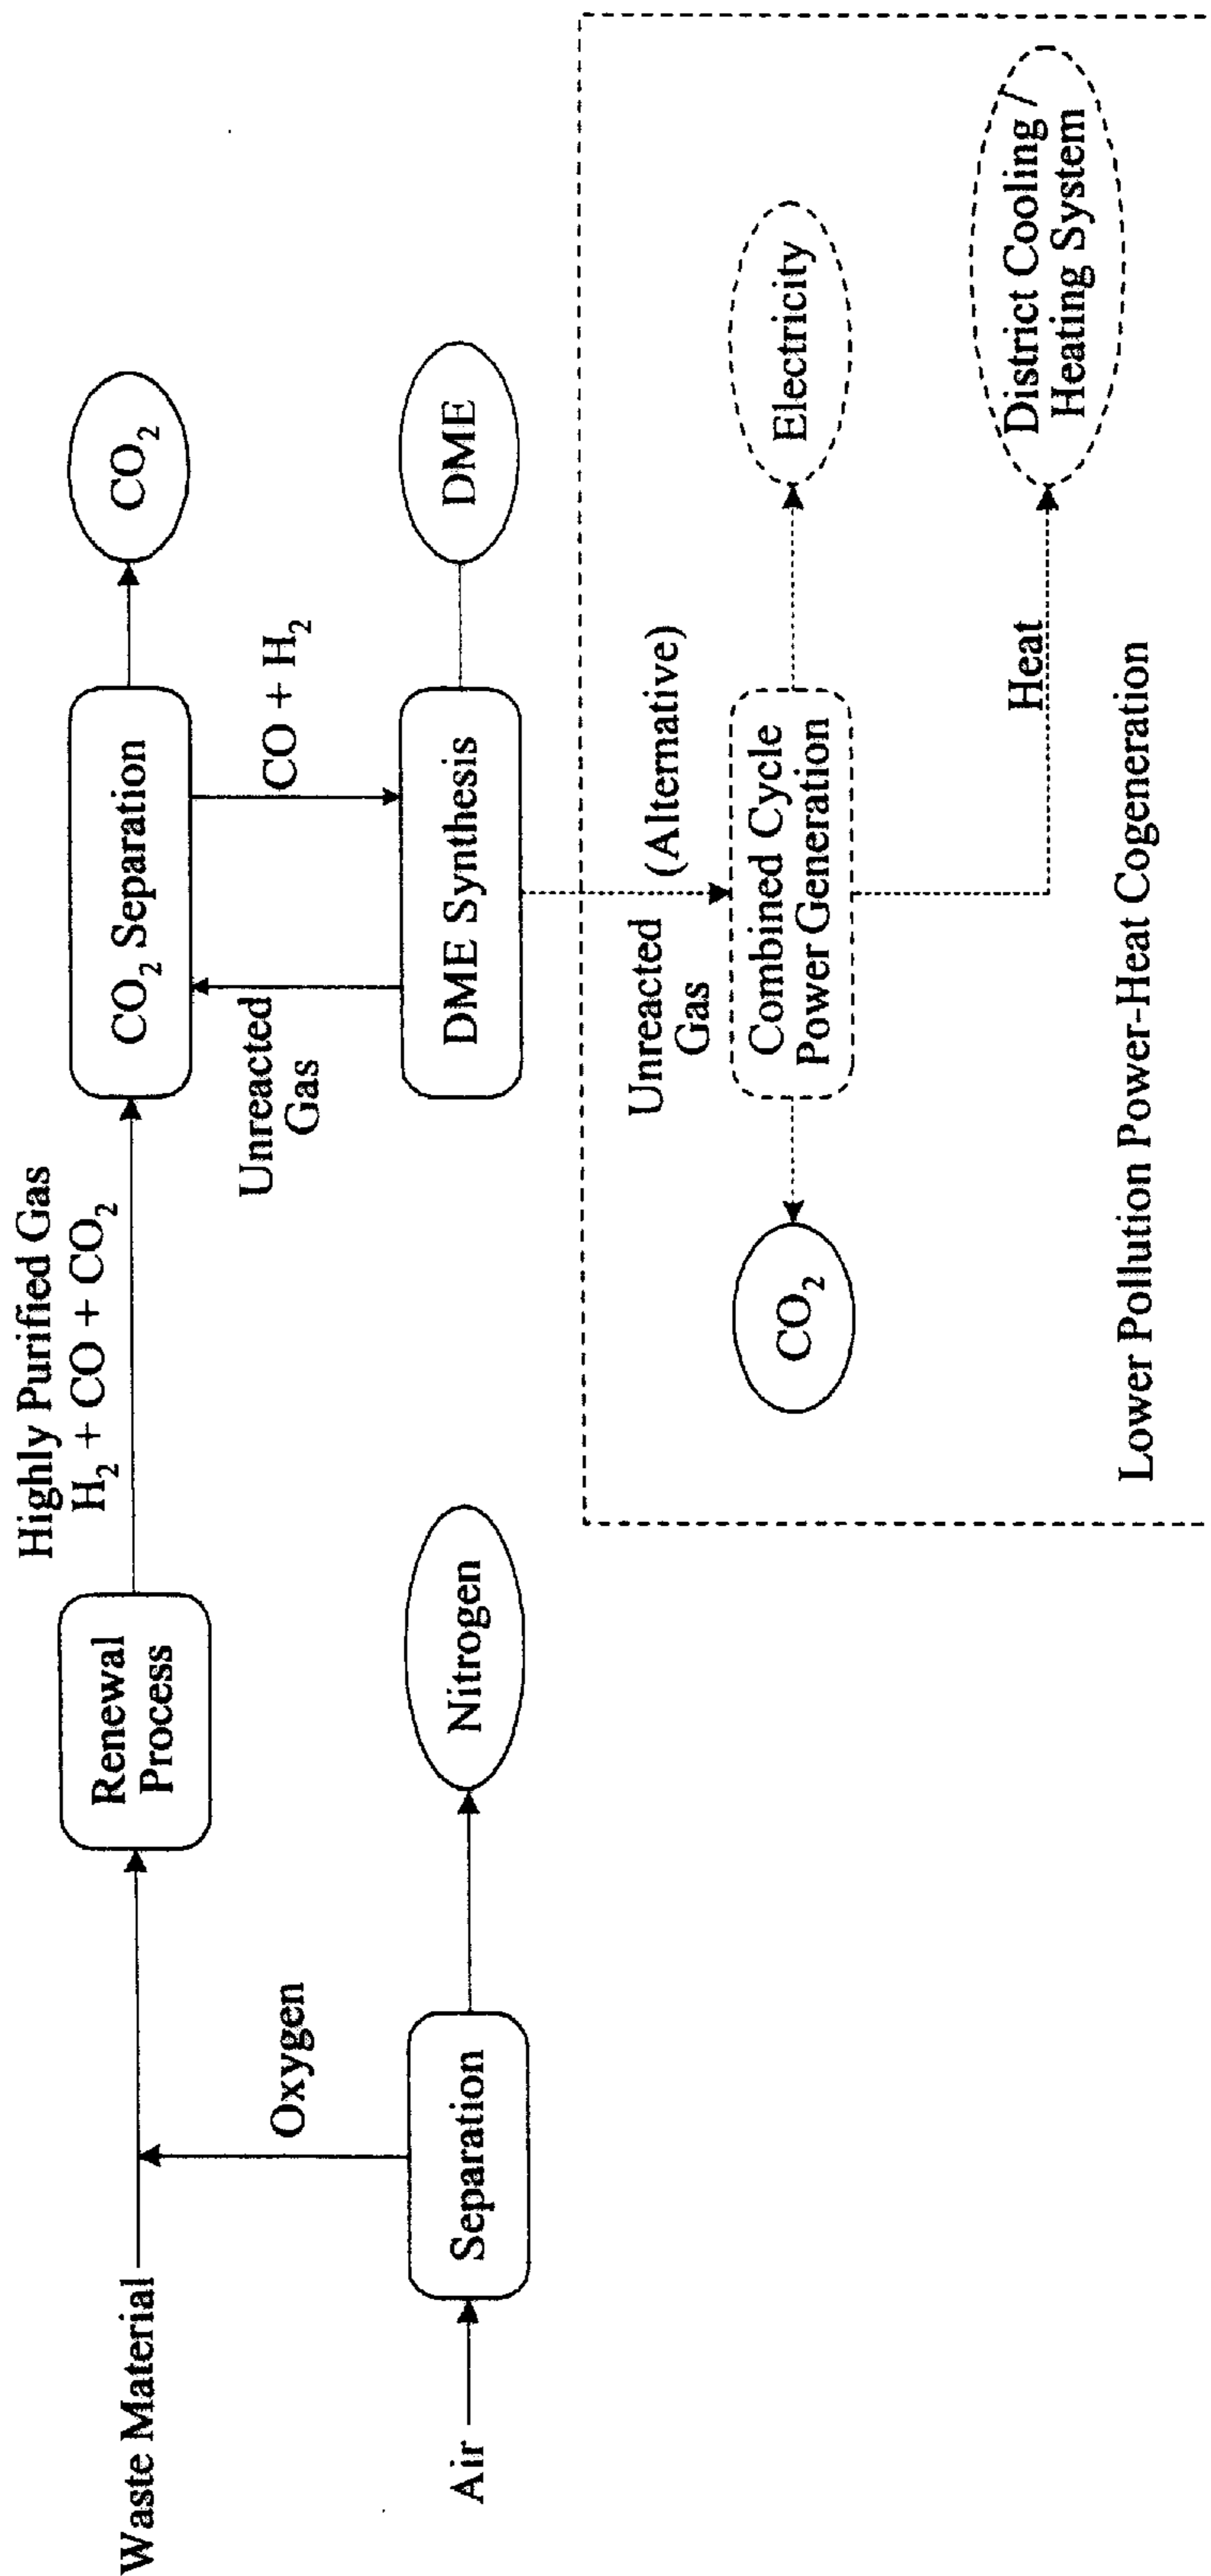 Waste Material
Air
Separation
Oxygen
Nitrogen
Renewal
Process
Highly Purified Gas
H₂ + CO + CO₂
CO₂ Separation
CO₂
Unreacted
Gas
CO + H₂
DME Synthesis
DME
Unreacted
Gas
(Alternative)
Combined Cycle
Power Generation
CO₂
Electricity
Heat
District Cooling /
Heating System
Lower Pollution Power-Heat Cogeneration